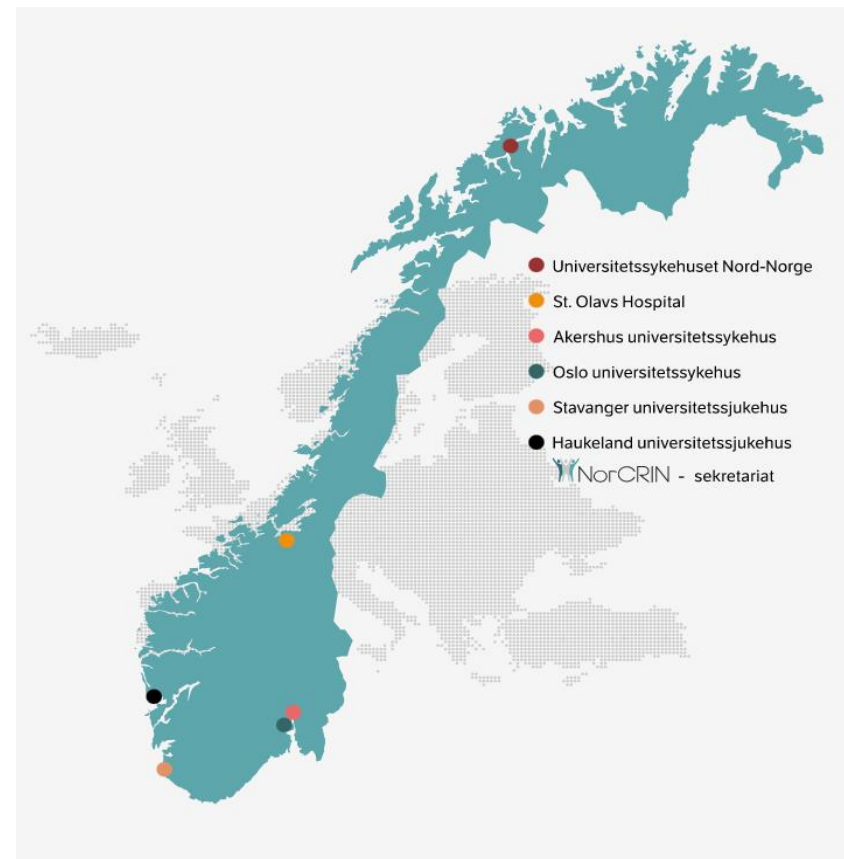 Universitetssykehuset Nord-Norge
St. Olavs Hospital
Akershus universitetssykehus
Oslo universitetssykehus
Stavanger universitetssjukehus
Haukeland universitetssjukehus
NorCRIN - sekretariat